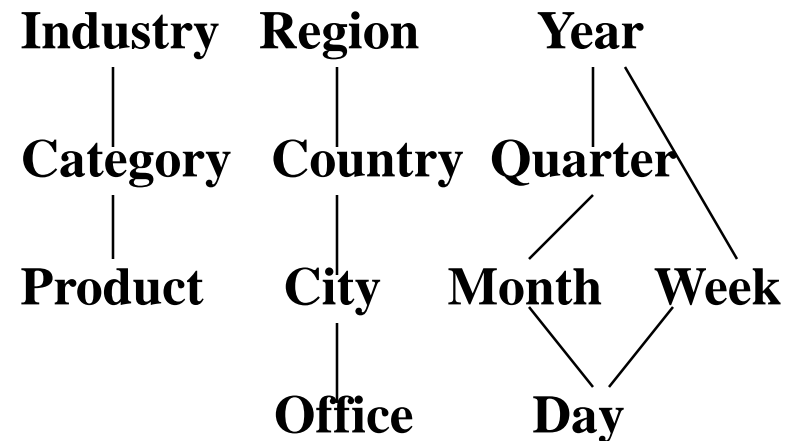 Industry Region Year
Category Country Quarter
Product City Month Week
Office Day